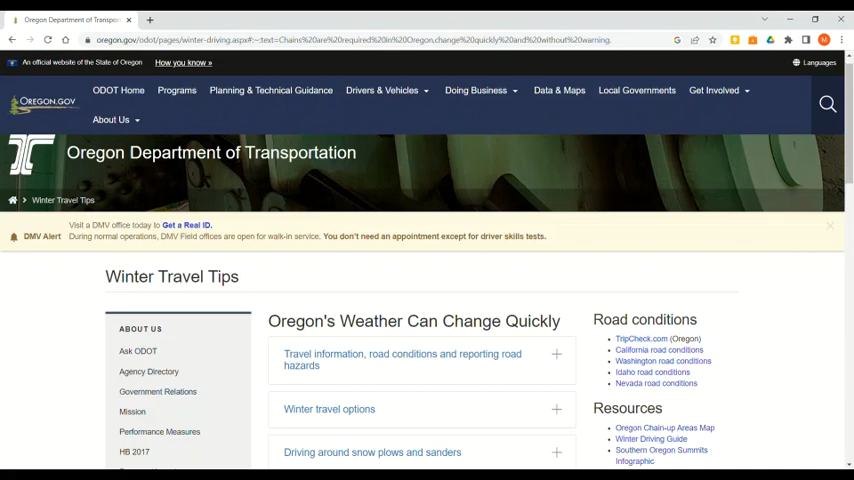 Oregon Department of Transpor
oregon.gov/odot/pages/winter-driving.aspx#:~:text=Chains%20are%20required%20in%20Oregon,change%20quickly%20and%20without%20warning.
M
An official website of the State of Oregon
How you know »
Languages
OREGON.GOV
ODOT Home
Programs
Planning & Technical Guidance
Drivers & Vehicles
Doing Business
Data & Maps
Local Governments
Get Involved
About Us
Oregon Department of Transportation
Winter Travel Tips
Visit a DMV office today to Get a Real ID.
DMV Alert
During normal operations, DMV Field offices are open for walk-in service. You don't need an appointment except for driver skills tests.
Winter Travel Tips
ABOUT US
Ask ODOT
Agency Directory
Government Relations
Mission
Performance Measures
HB 2017
Oregon's Weather Can Change Quickly
Travel information, road conditions and reporting road
hazards
Winter travel options
Driving around snow plows and sanders
Road conditions
TripCheck.com (Oregon)
California road conditions
Washington road conditions
Idaho road conditions
Nevada road conditions
Resources
Oregon Chain-up Areas Map
Winter Driving Guide
Southern Oregon Summits
Infographic